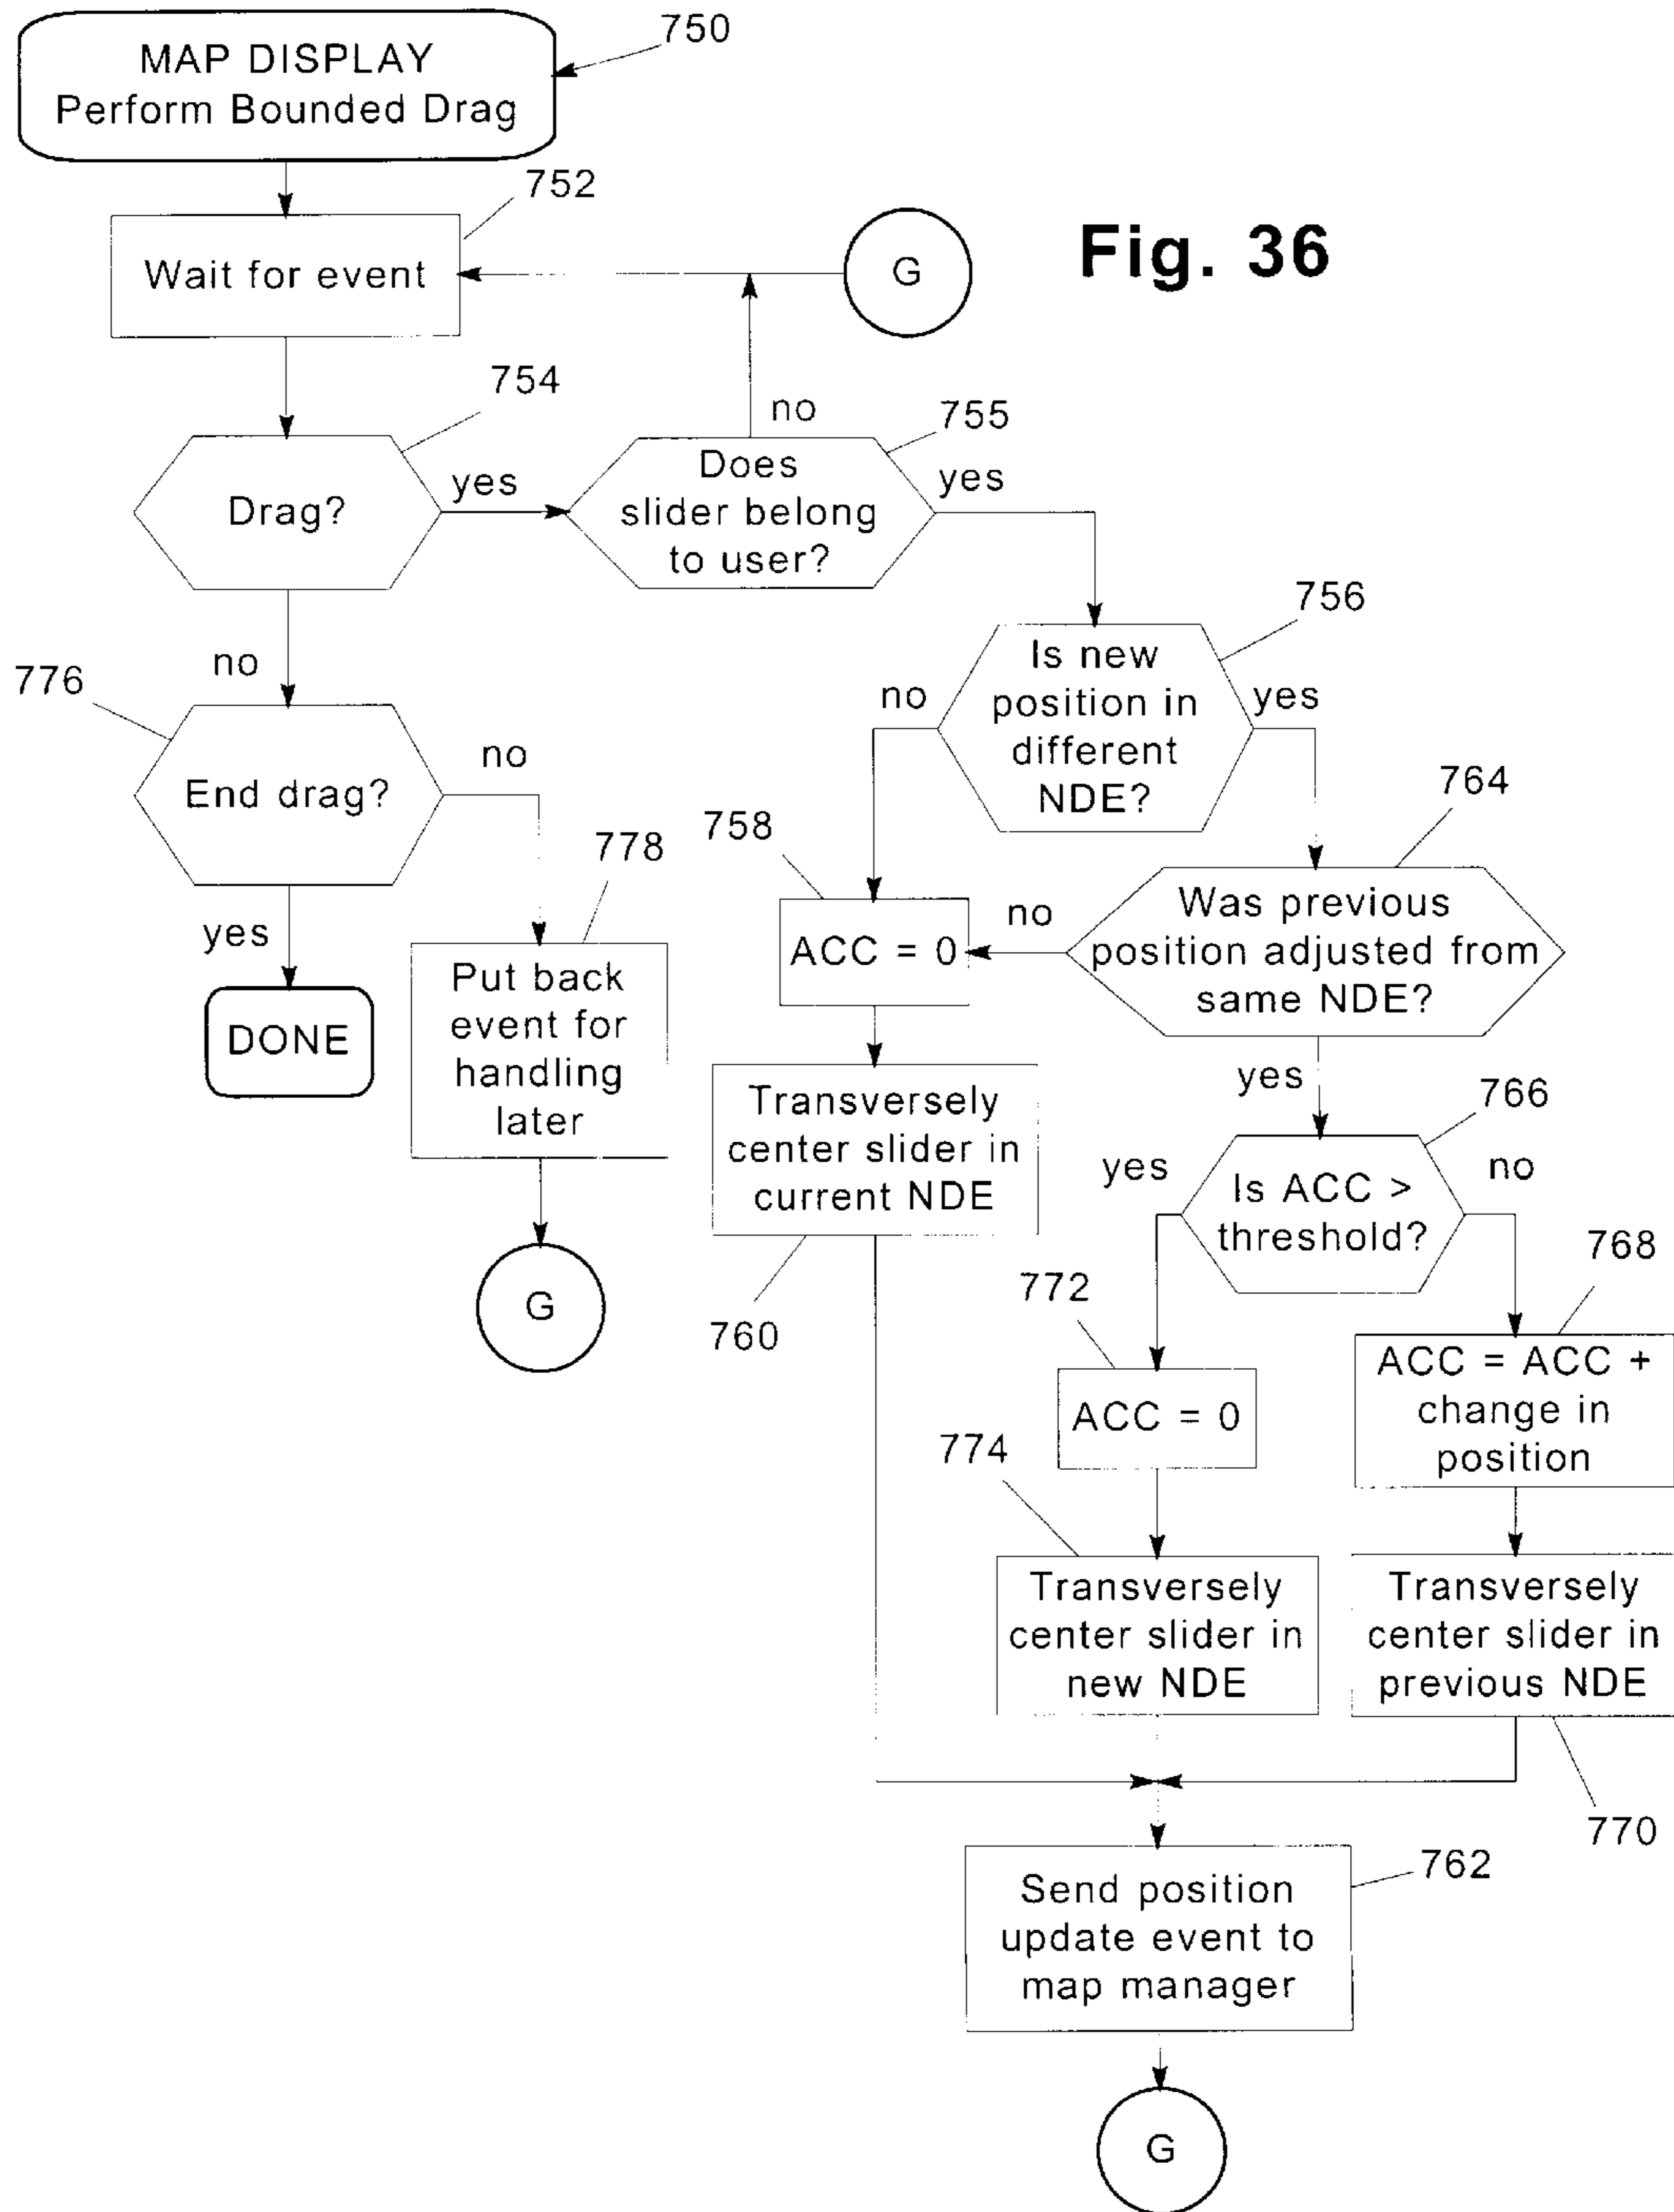 750
MAP DISPLAY
Perform Bounded Drag
752
Wait for event
G
Fig. 36
754
no
755
Drag?
yes
Does
slider belong
to user?
yes
756
no
776
Is new
position in
different
NDE?
no
yes
End drag?
no
764
758
778
yes
ACC = 0
no
Was previous
position adjusted from
same NDE?
DONE
Put back
event for
handling
later
yes
766
Transversely
center slider in
current NDE
yes
Is ACC >
threshold?
no
768
G
760
772
ACC = 0
ACC = ACC +
change in
position
774
Transversely
center slider in
new NDE
Transversely
center slider in
previous NDE
770
762
Send position
update event to
map manager
G